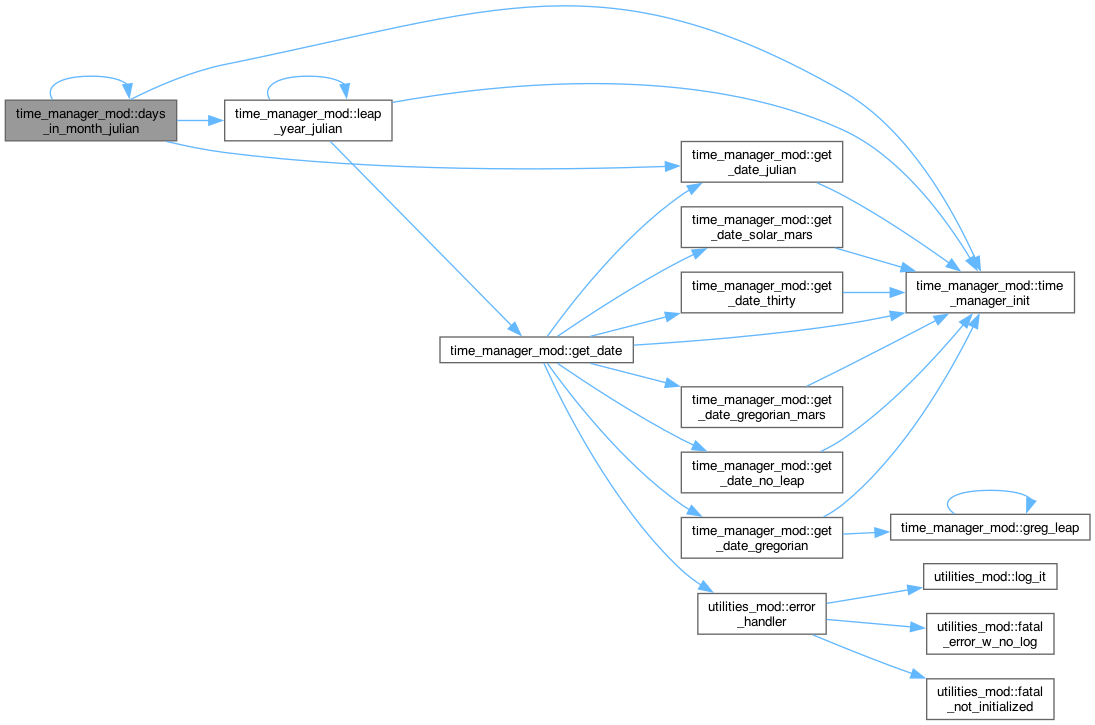 time_manager_mod::days
_in_month_julian
time_manager_mod::leap
_year_julian
time_manager_mod::get
_date_julian
time_manager_mod::get
_date_solar_mars
time_manager_mod::get
_date_thirty
time_manager_mod::time
_manager_init
time_manager_mod::get_date
time_manager_mod::get
_date_gregorian_mars
time_manager_mod::get
_date_no_leap
time_manager_mod::get
_date_gregorian
time_manager_mod::greg_leap
utilities_mod::error
_handler
utilities_mod::log_it
utilities_mod::fatal
_error_w_no_log
utilities_mod::fatal
_not_initialized